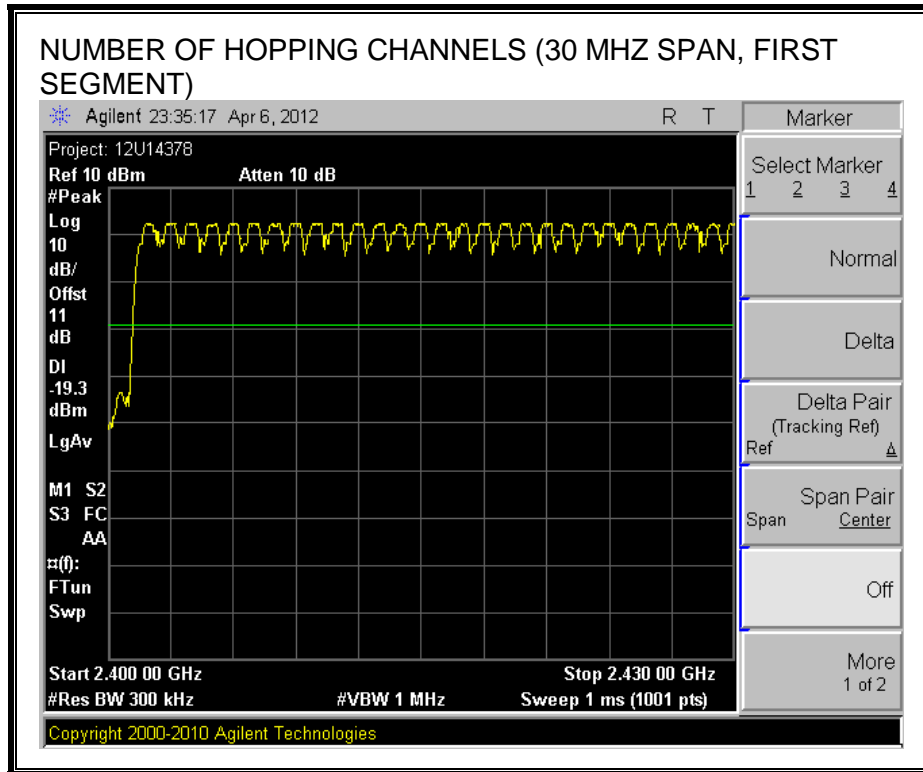 NUMBER OF HOPPING CHANNELS (30 MHZ SPAN, FIRST
SEGMENT)
Agilent 23:35:17 Apr 6, 2012 R T
Project: 12U14378
Ref 10 dBm Atten 10 dB
#Peak
Log
10
dB/
Offst
11
dB
DI
-19.3
dBm
LgAv
M1 S2
S3 FC
AA
¤(f):
FTun
Swp
Start 2.400 00 GHz Stop 2.430 00 GHz
#Res BW 300 kHz #VBW 1 MHz Sweep 1 ms (1001 pts)
Copyright 2000-2010 Agilent Technologies
Marker
Select Marker
1 2 3 4
Normal
Delta
Delta Pair
(Tracking Ref)
Ref Δ
Span Pair
Span Center
Off
More
1 of 2